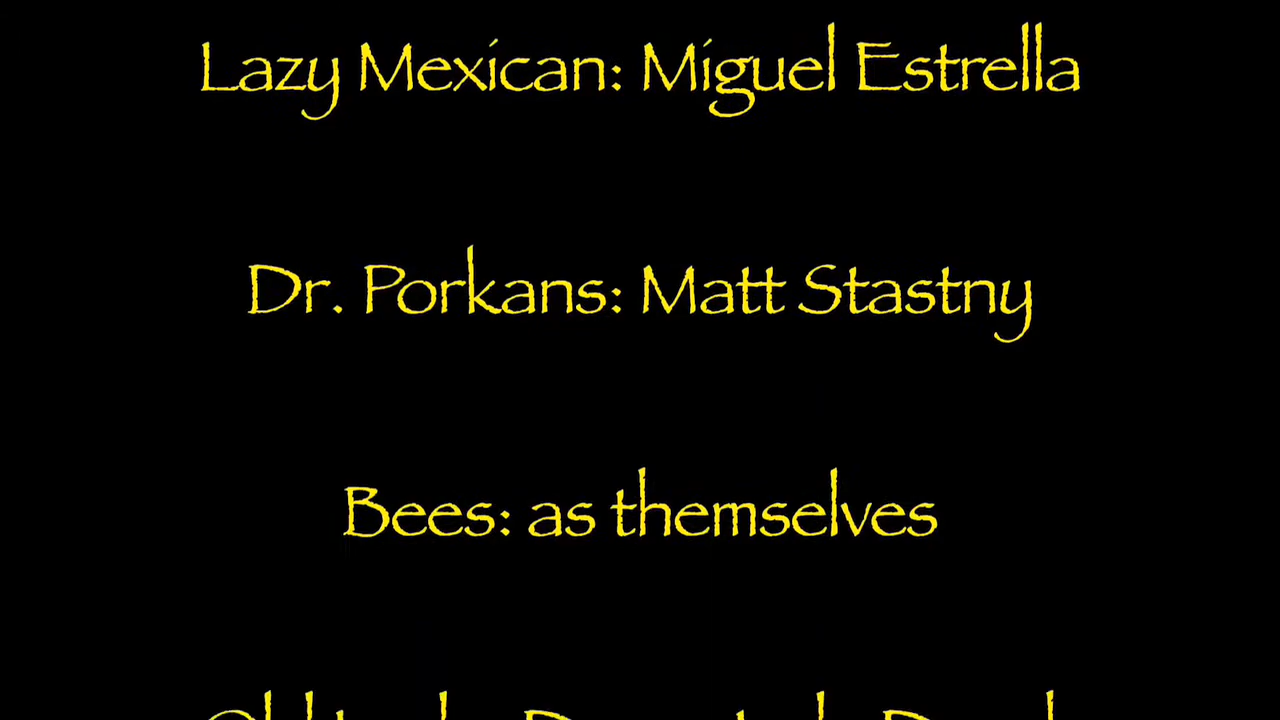 Lazy Mexican: Miguel Estrella
Dr. Porkans: Matt Stastny
Bees: as themselves